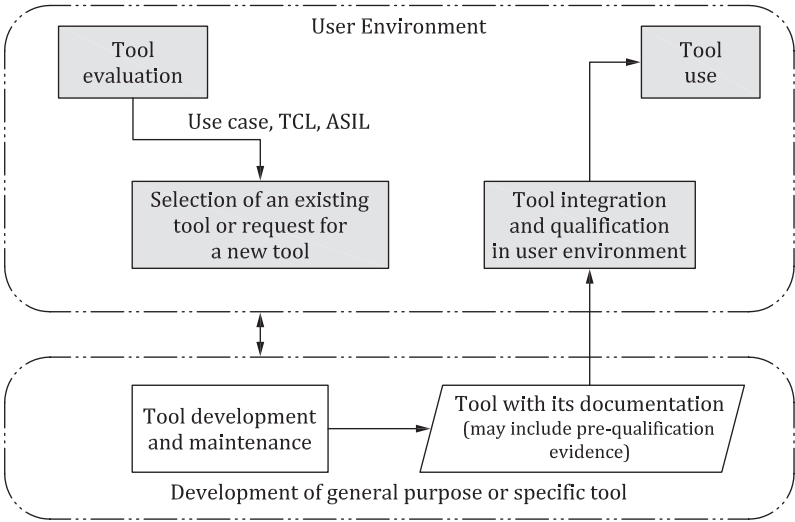 User Environment
Tool
evaluation
Tool
use
Use case, TCL, ASIL
Selection of an existing
tool or request for
a new tool
Tool integration
and qualification
in user environment
Tool development
and maintenance
Tool with its documentation
(may include pre-qualification
evidence)
Development of general purpose or specific tool